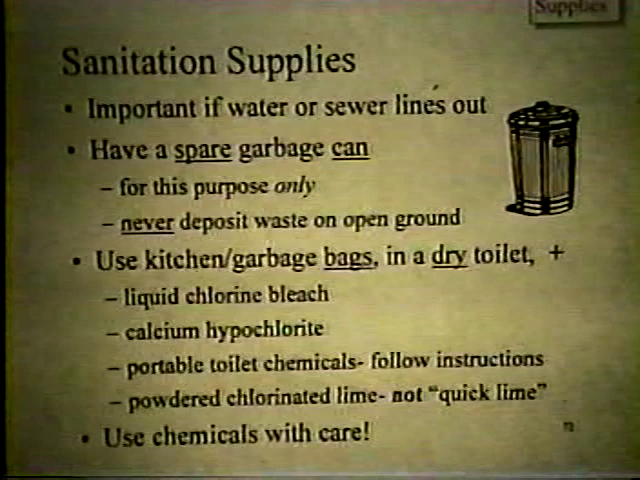 Supplies
Sanitation Supplies
• Important if water or sewer lines out
• Have a spare garbage can
– for this purpose only
– never deposit waste on open ground
• Use kitchen/garbage bags, in a dry toilet, +
– liquid chlorine bleach
– calcium hypochlorite
– portable toilet chemicals- follow instructions
– powdered chlorinated lime- not “quick lime”
• Use chemicals with care!